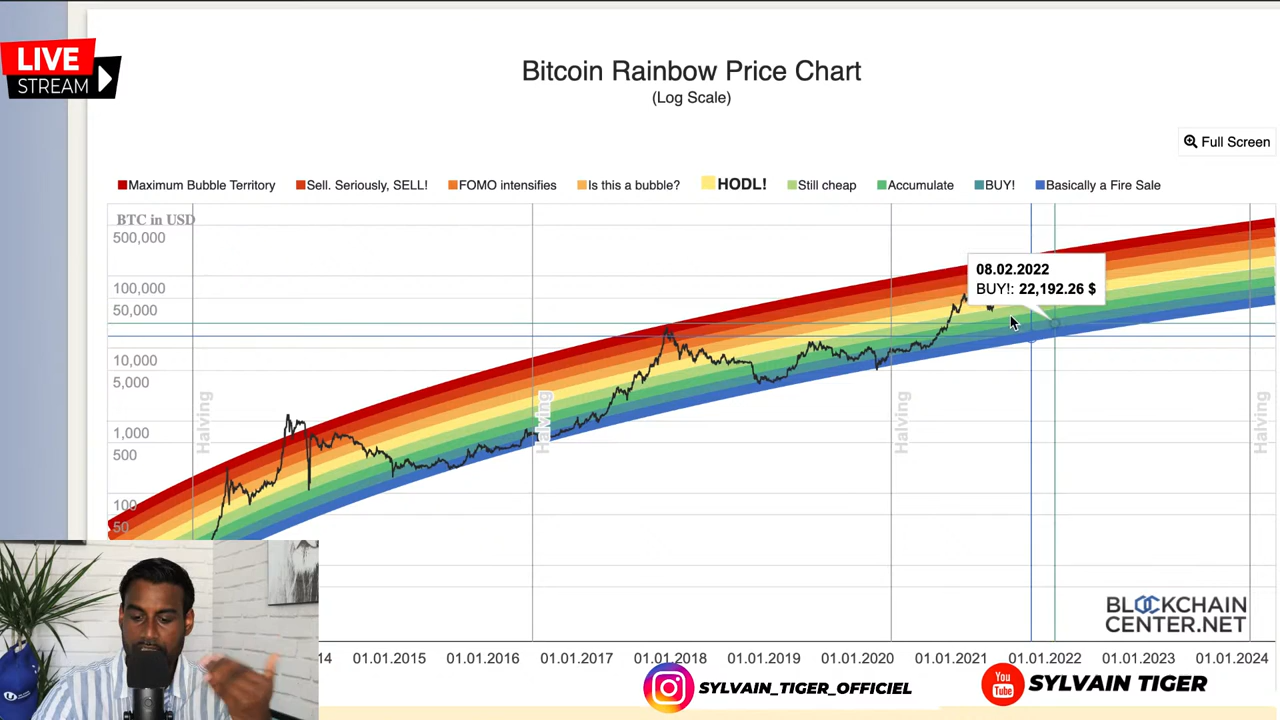 LIVE
STREAM
Bitcoin Rainbow Price Chart
(Log Scale)
Full Screen
Maximum Bubble Territory Sell. Seriously, SELL! FOMO intensifies Is this a bubble? HODL! Still cheap Accumulate BUY! Basically a Fire Sale
BTC in USD
500,000
100,000
50,000
10,000
5,000
1,000
500
100
50
08.02.2022
BUY!: 22,192.26 $
Halving
Halving
Halving
Halving
BLOCKCHAIN
CENTER.NET
14 01.01.2015 01.01.2016 01.01.2017 01.01.2018 01.01.2019 01.01.2020 01.01.2021 01.01.2022 01.01.2023 01.01.2024
SYLVAIN_TIGER_OFFICIEL
You
Tube
SYLVAIN TIGER